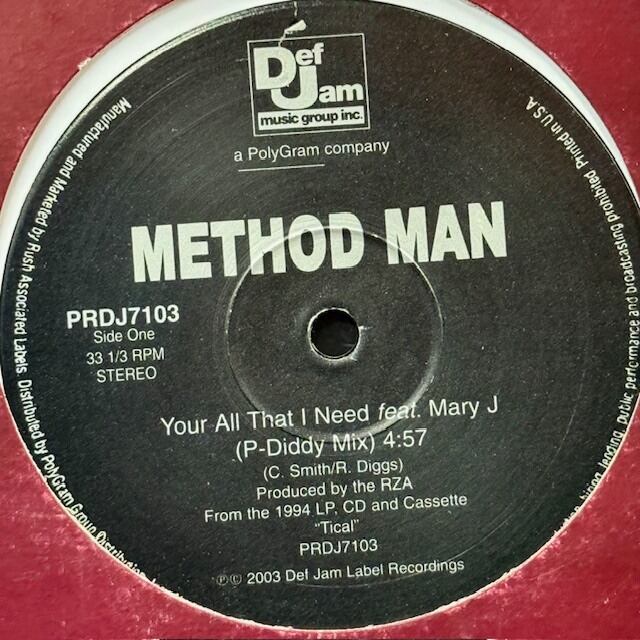 Def
Jam
music group inc.
a PolyGram company
METHOD MAN
PRDJ7103
Side One
33 1/3 RPM
STEREO
Your All That I Need feat. Mary J
(P-Diddy Mix) 4:57
(C. Smith/R. Diggs)
Produced by the RZA
From the 1994 LP, CD and Cassette
"Tical"
PRDJ7103
℗© 2003 Def Jam Label Recordings
Manufactured and Marketed by Rush Associated Labels. Distributed by PolyGram Group
hiring, lending, public performance and broadcasting prohibited Printed in U.S.A